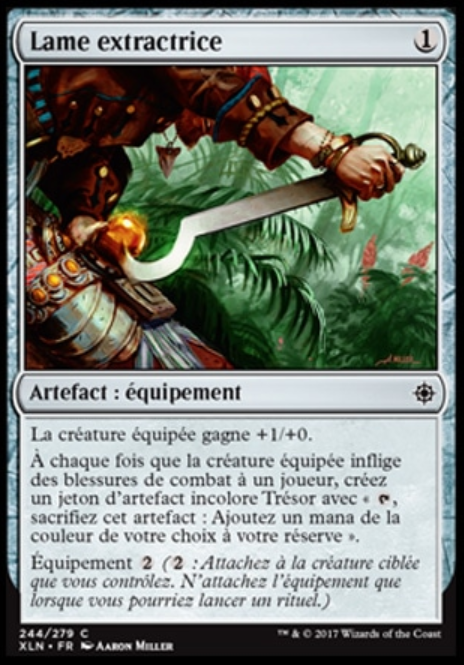 Lame extractrice 1
A MILLER
Artefact : équipement
La créature équipée gagne +1/+0.
À chaque fois que la créature équipée inflige
des blessures de combat à un joueur, créez
un jeton d'artefact incolore Trésor avec « ,
sacrifiez cet artefact : Ajoutez un mana de la
couleur de votre choix à votre réserve ».
Équipement 2 (2 : Attachez à la créature ciblée
que vous contrôlez. N'attachez l'équipement que
lorsque vous pourriez lancer un rituel.)
244/279 C
XLN • FR Aaron Miller
™ & © 2017 Wizards of the Coast